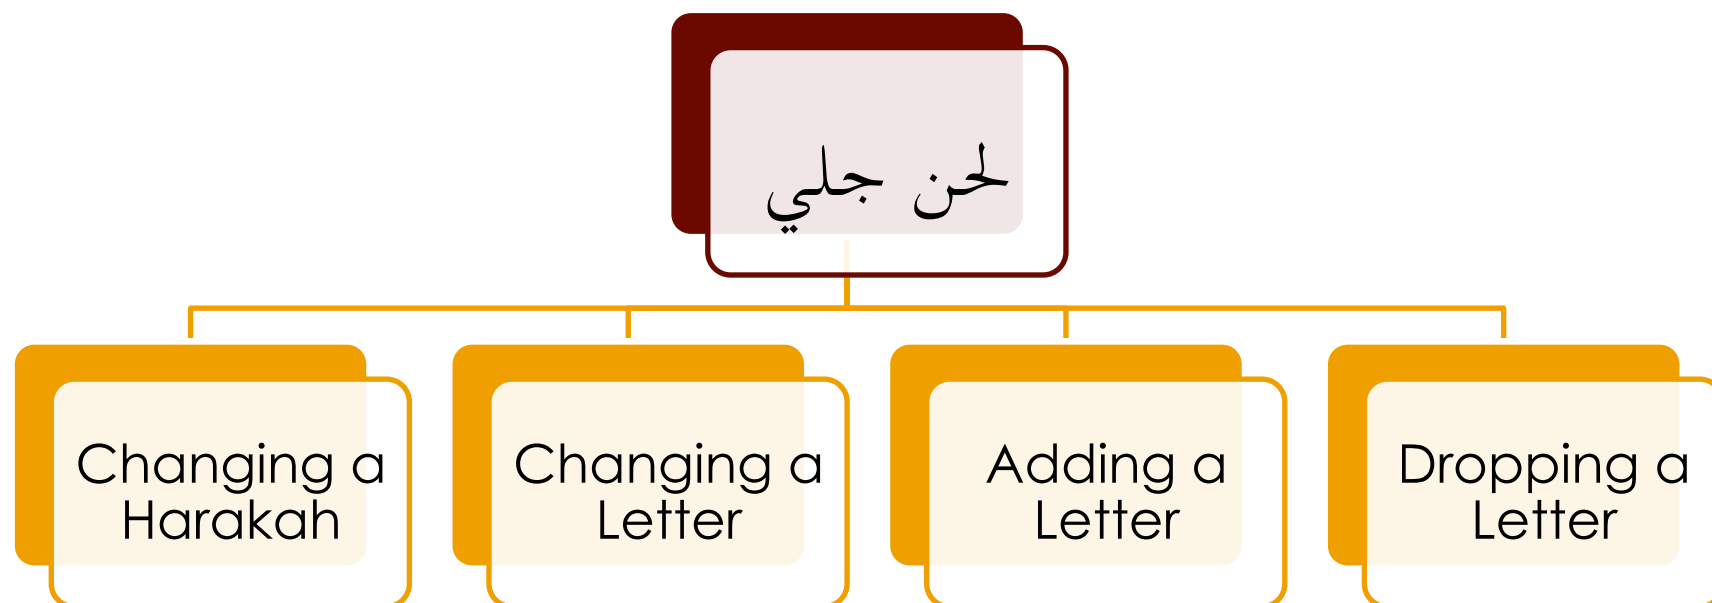 لحن جلي
Changing a
Harakah
Changing a
Letter
Adding a
Letter
Dropping a
Letter